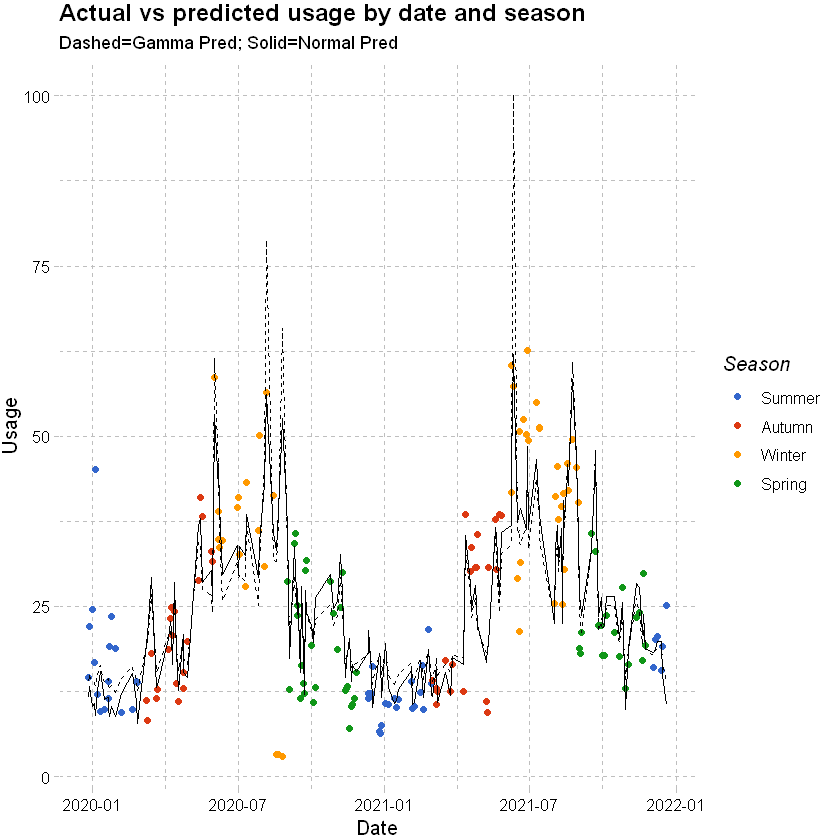 Actual vs predicted usage by date and season
Dashed=Gamma Pred; Solid=Normal Pred
100
75
50
25
0
Usage
2020-01
2020-07
2021-01
2021-07
2022-01
Date
Season
Summer
Autumn
Winter
Spring